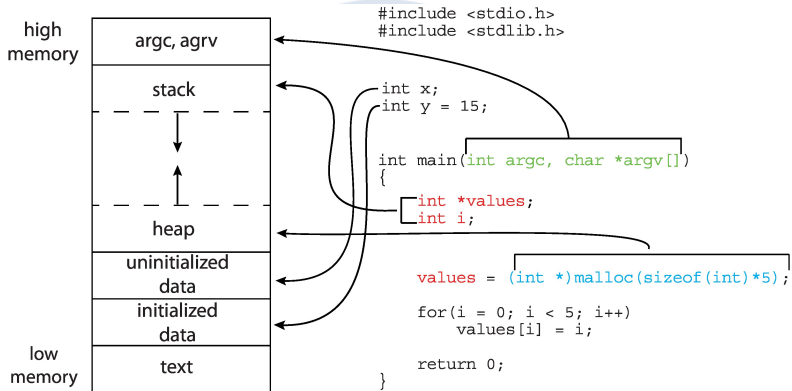 high
memory
argc, agrv
stack
heap
uninitialized
data
initialized
data
low
memory
text
#include <stdio.h>
#include <stdlib.h>
int x;
int y = 15;
int main(int argc, char *argv[])
{
int *values;
int i;
values = (int *)malloc(sizeof(int)*5);
for(i = 0; i < 5; i++)
values[i] = i;
return 0;
}